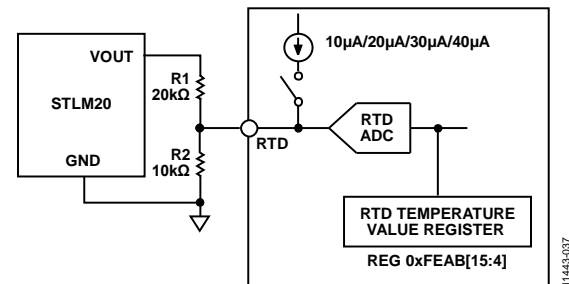 10µA/20µA/30µA/40µA
VOUT
R1
20kΩ
STLM20
RTD
ADC
RTD
R2
10kΩ
GND
RTD TEMPERATURE
VALUE REGISTER
REG 0xFEAB[15:4]
11443-037